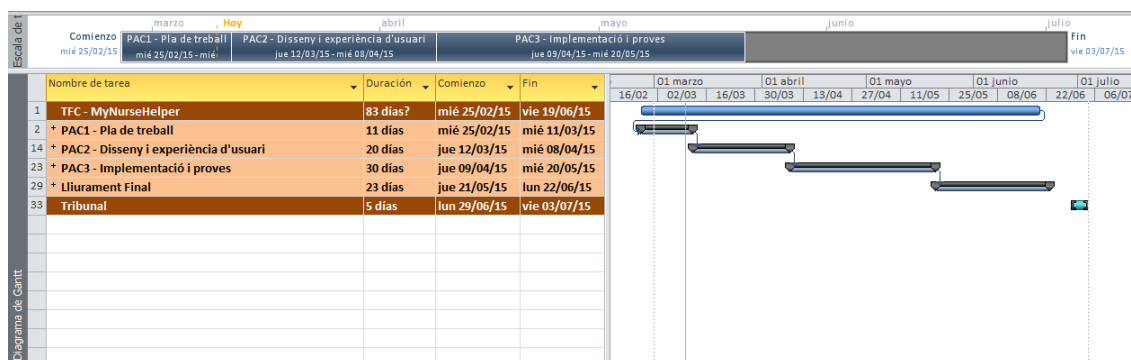 Escala de t
marzo Hoy abril mayo junio julio
Comienzo
mié 25/02/15
PAC1 - Pla de treball
mié 25/02/15 - mié
PAC2 - Disseny i experiència d'usuari
jue 12/03/15 - mié 08/04/15
PAC3 - Implementació i proves
jue 09/04/15 - mié 20/05/15
Fin
vie 03/07/15
Diagrama de Gantt
Nombre de tarea Duración Comienzo Fin
1 TFC - MyNurseHelper 83 días? mié 25/02/15 vie 19/06/15
2 + PAC1 - Pla de treball 11 días mié 25/02/15 mié 11/03/15
14 + PAC2 - Disseny i experiència d'usuari 20 días jue 12/03/15 mié 08/04/15
23 + PAC3 - Implementació i proves 30 días jue 09/04/15 mié 20/05/15
29 + Lliurament Final 23 días jue 21/05/15 lun 22/06/15
33 Tribunal 5 días lun 29/06/15 vie 03/07/15
01 marzo 01 abril 01 mayo 01 junio 01 julio
16/02 02/03 16/03 30/03 13/04 27/04 11/05 25/05 08/06 22/06 06/07